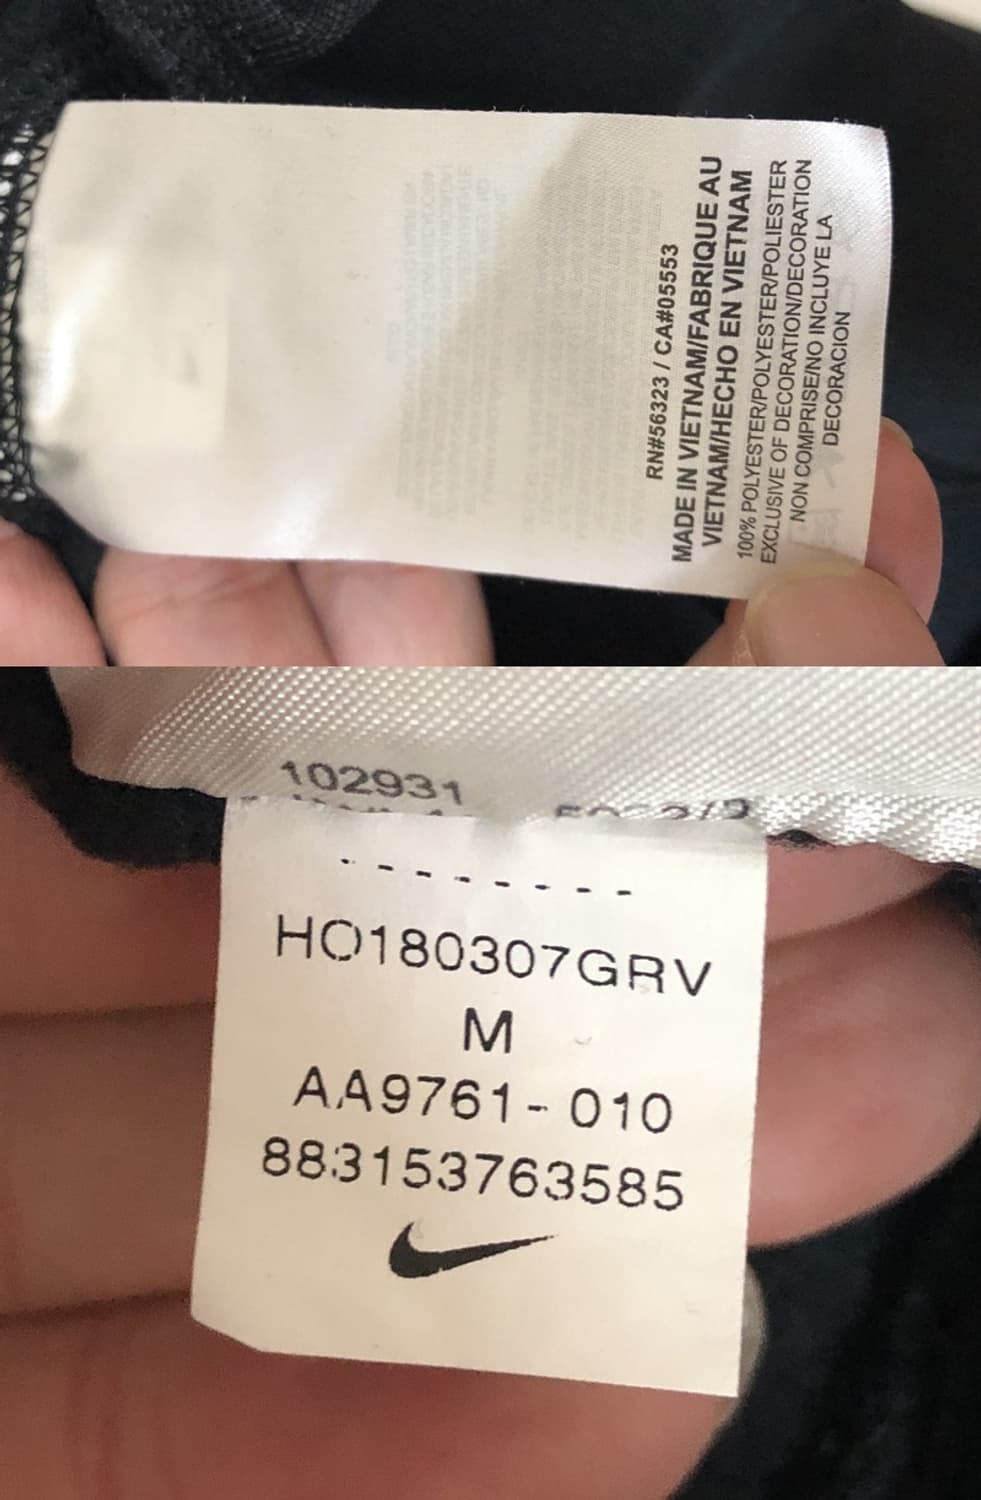 RN#56323 / CA#05553
MADE IN VIETNAM/FABRIQUE AU
VIETNAM/HECHO EN VIETNAM
100% POLYESTER/POLYESTER/POLIESTER
EXCLUSIVE OF DECORATION/DECORATION
NON COMPRISE/NO INCLUYE LA
DECORACION
102931
HO180307GRV
M
AA9761-010
883153763585